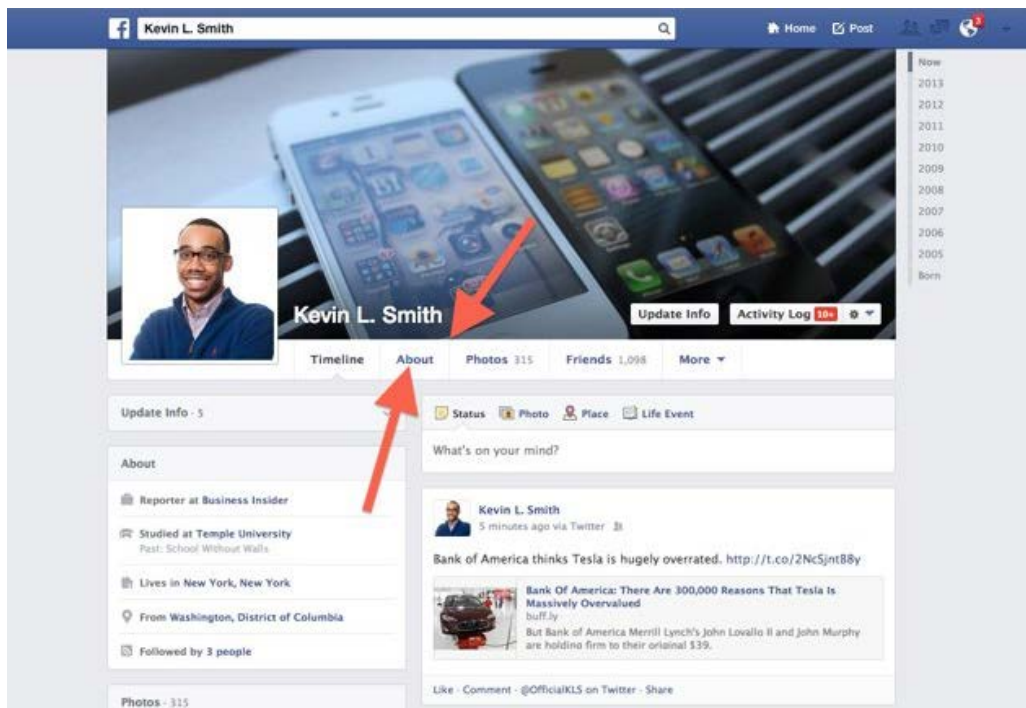 f
Kevin L. Smith
Home
Post
3
Now
2013
2012
2011
2010
2009
2008
2007
2006
2005
Born
Kevin L. Smith
Update Info
Activity Log 10+
Timeline
About
Photos 315
Friends 1,098
More
Update Info · 5
About
Reporter at Business Insider
Studied at Temple University
Past: School Without Walls
Lives in New York, New York
From Washington, District of Columbia
Followed by 3 people
Photos · 315
Status
Photo
Place
Life Event
What's on your mind?
Kevin L. Smith
5 minutes ago via Twitter
Bank of America thinks Tesla is hugely overrated. http://t.co/2NcSjnt88y
Bank Of America: There Are 300,000 Reasons That Tesla Is
Massively Overvalued
buff.ly
But Bank of America Merrill Lynch's John Lovallo II and John Murphy
are holding firm to their original $39.
Like · Comment · @OfficialKLS on Twitter · Share